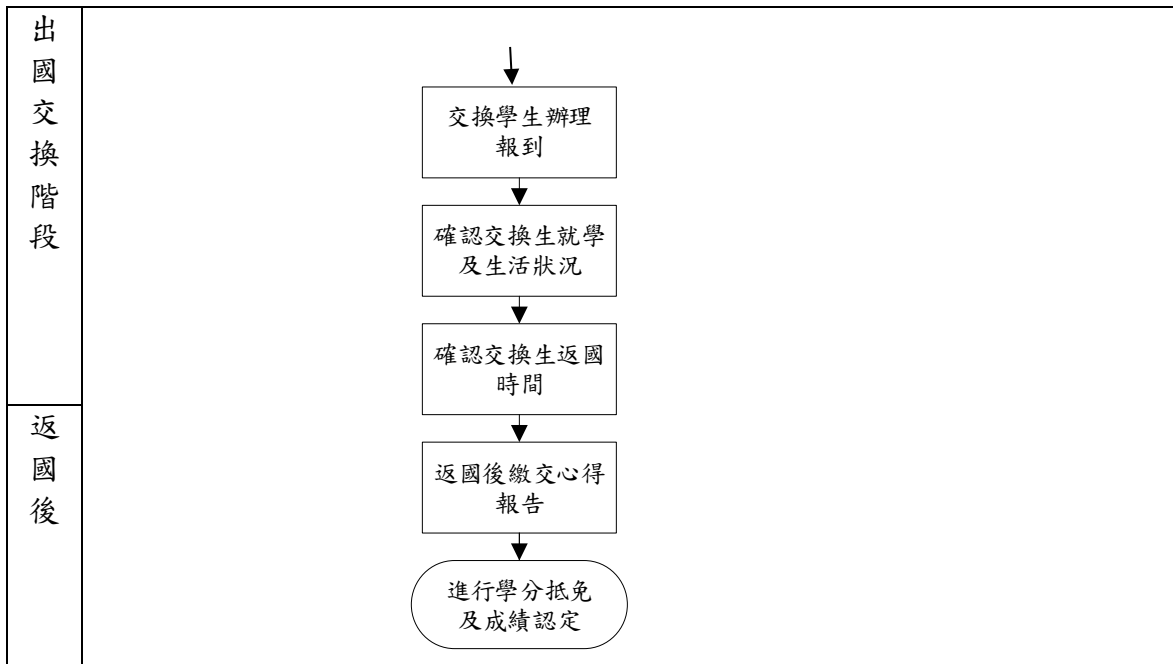 出國交換階段
交換學生辦理
報到
確認交換生就學
及生活狀況
確認交換生返國
時間
返國後
返國後繳交心得
報告
進行學分抵免
及成績認定